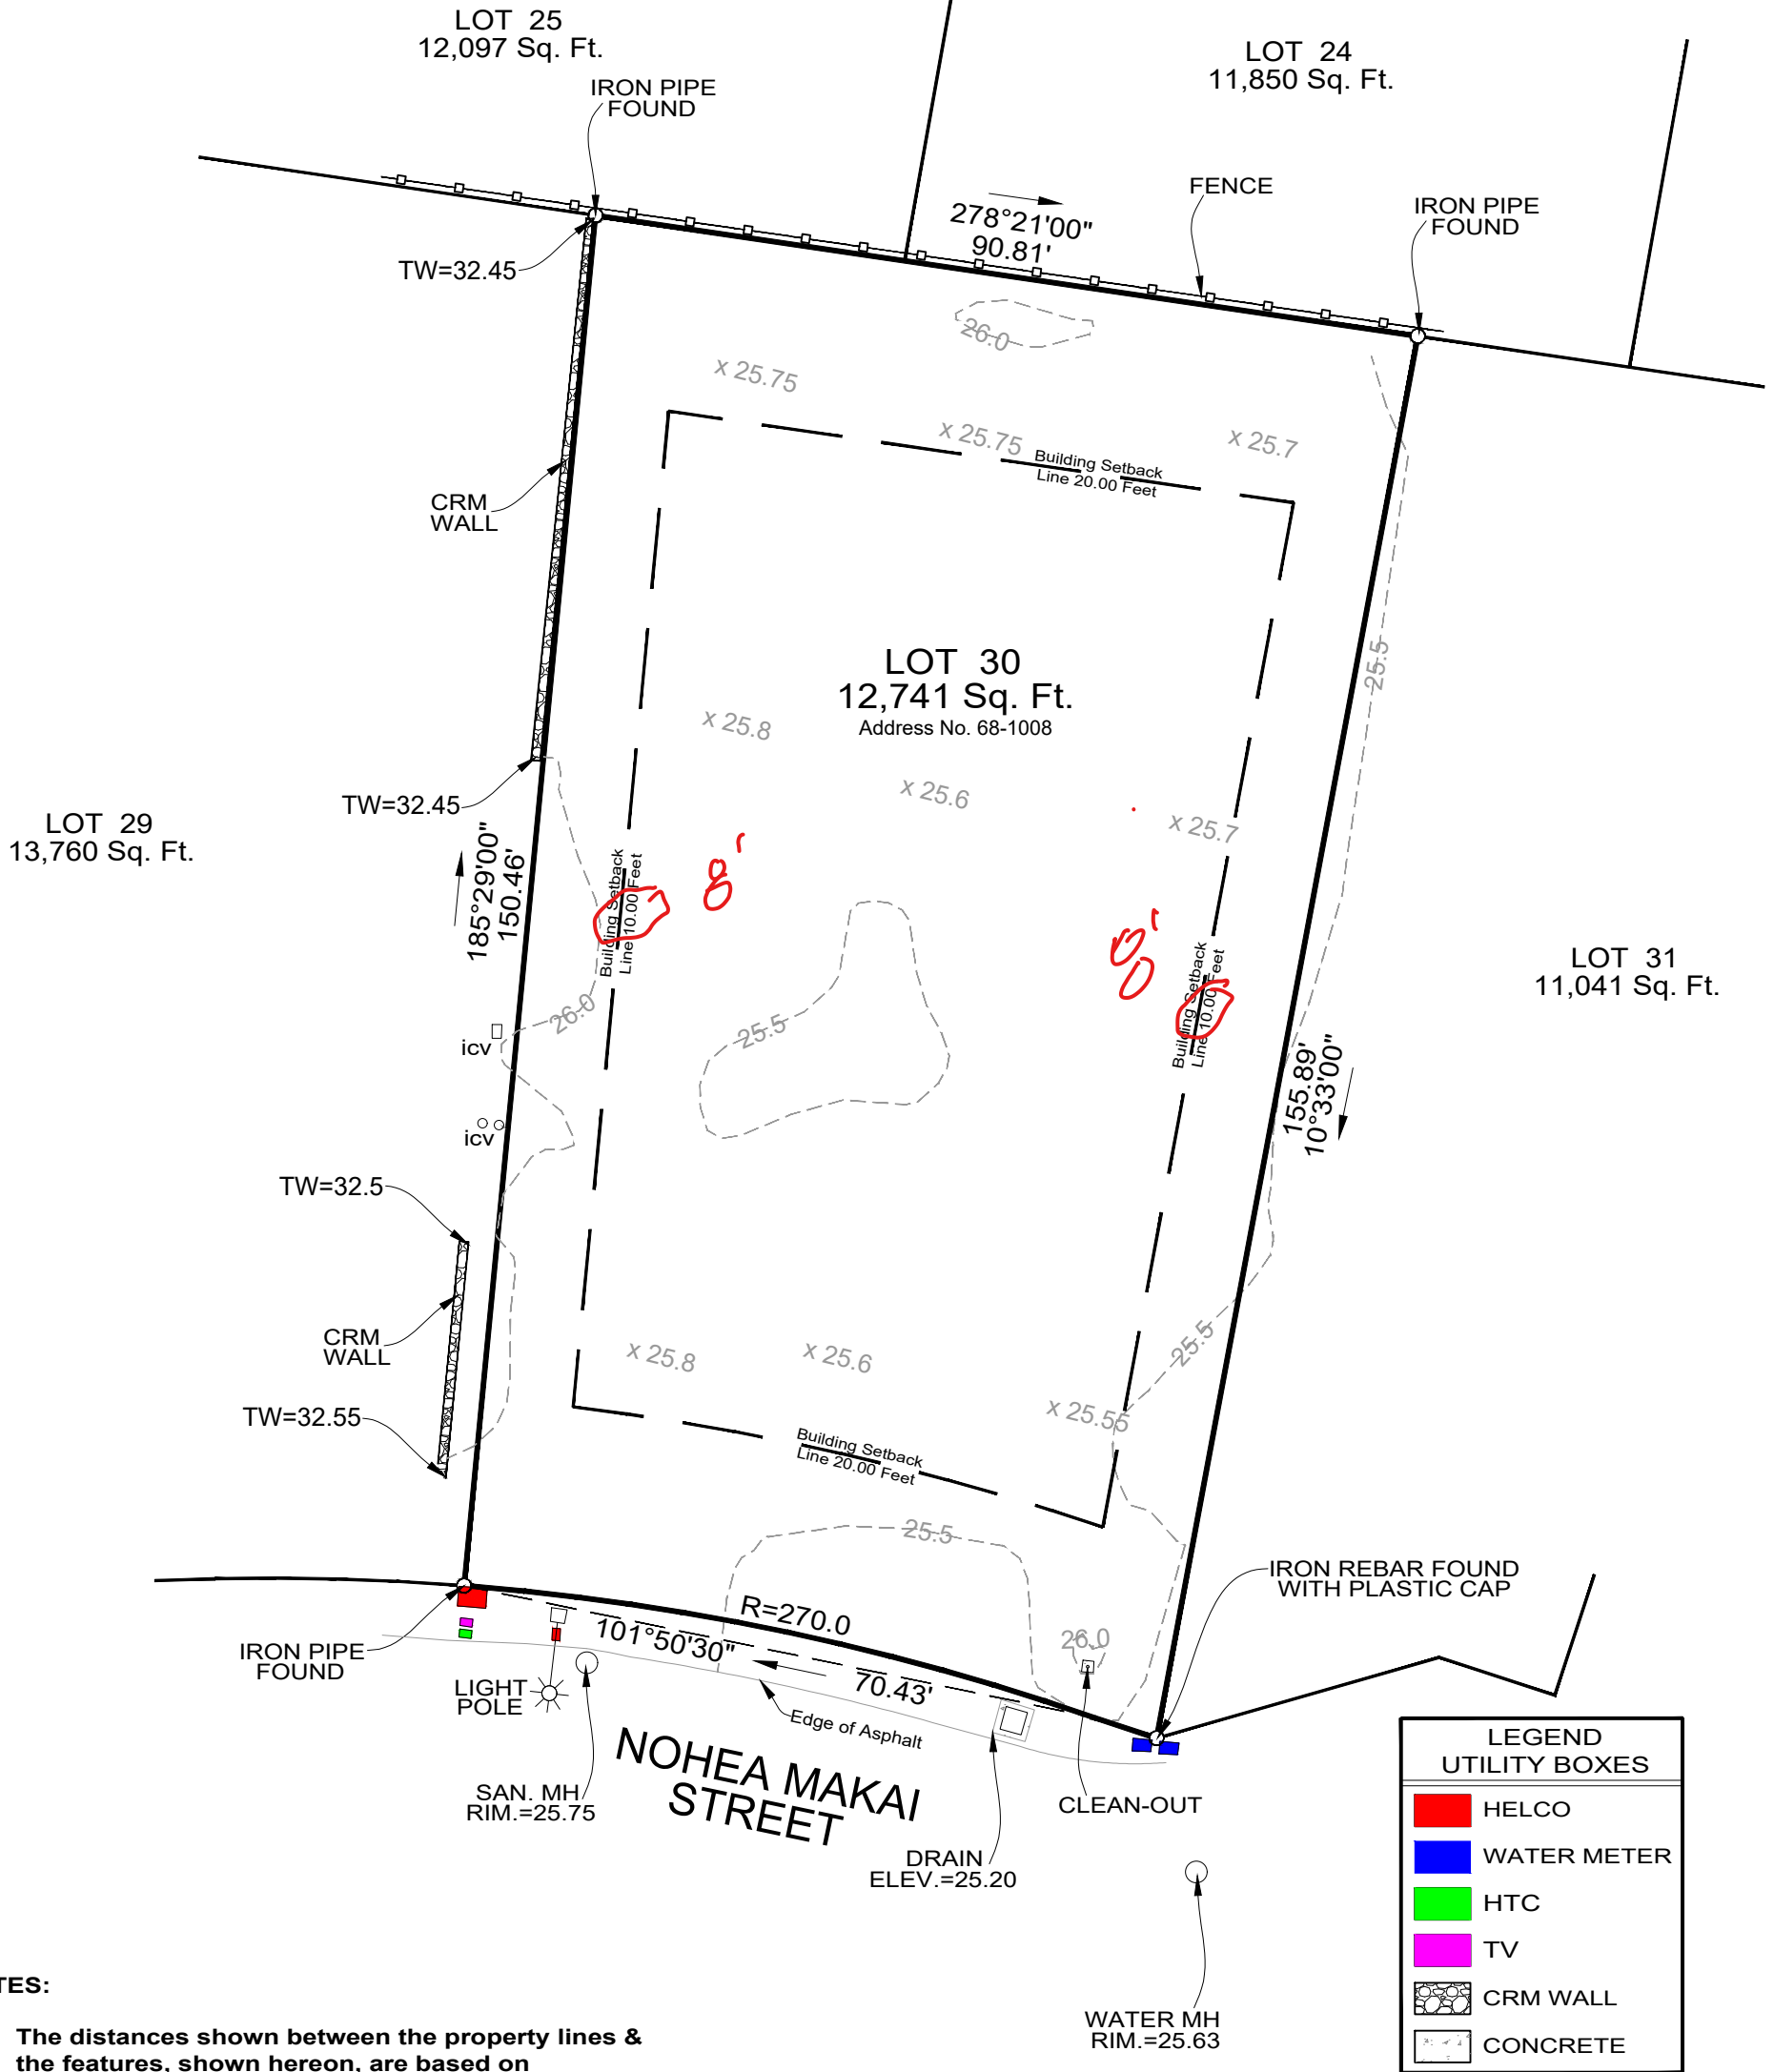 LOT 25
12,097 Sq. Ft.
LOT 24
11,850 Sq. Ft.
IRON PIPE
FOUND
278°21'00"
90.81'
FENCE
IRON PIPE
FOUND
TW=32.45
26.0
x 25.75
x 25.75
x 25.7
Building Setback
Line 20.00 Feet
CRM
WALL
LOT 30
12,741 Sq. Ft.
Address No. 68-1008
25.5
x 25.8
x 25.6
x 25.7
TW=32.45
LOT 29
13,760 Sq. Ft.
185°29'00"
150.46'
Building Setback
Line 10.00 Feet
8'
8'
Building Setback
Line 10.00 Feet
LOT 31
11,041 Sq. Ft.
26.0
25.5
icv
icv
155.89'
10°33'00"
TW=32.5
CRM
WALL
x 25.8
x 25.6
25.5
x 25.55
TW=32.55
Building Setback
Line 20.00 Feet
25.5
IRON REBAR FOUND
WITH PLASTIC CAP
R=270.0
101°50'30"
70.43'
26.0
IRON PIPE
FOUND
LIGHT
POLE
Edge of Asphalt
NOHEA MAKAI
STREET
SAN. MH
RIM.=25.75
CLEAN-OUT
DRAIN
ELEV.=25.20
WATER MH
RIM.=25.63
LEGEND
UTILITY BOXES
HELCO
WATER METER
HTC
TV
CRM WALL
CONCRETE
TES:
The distances shown between the property lines &
the features, shown hereon, are based on